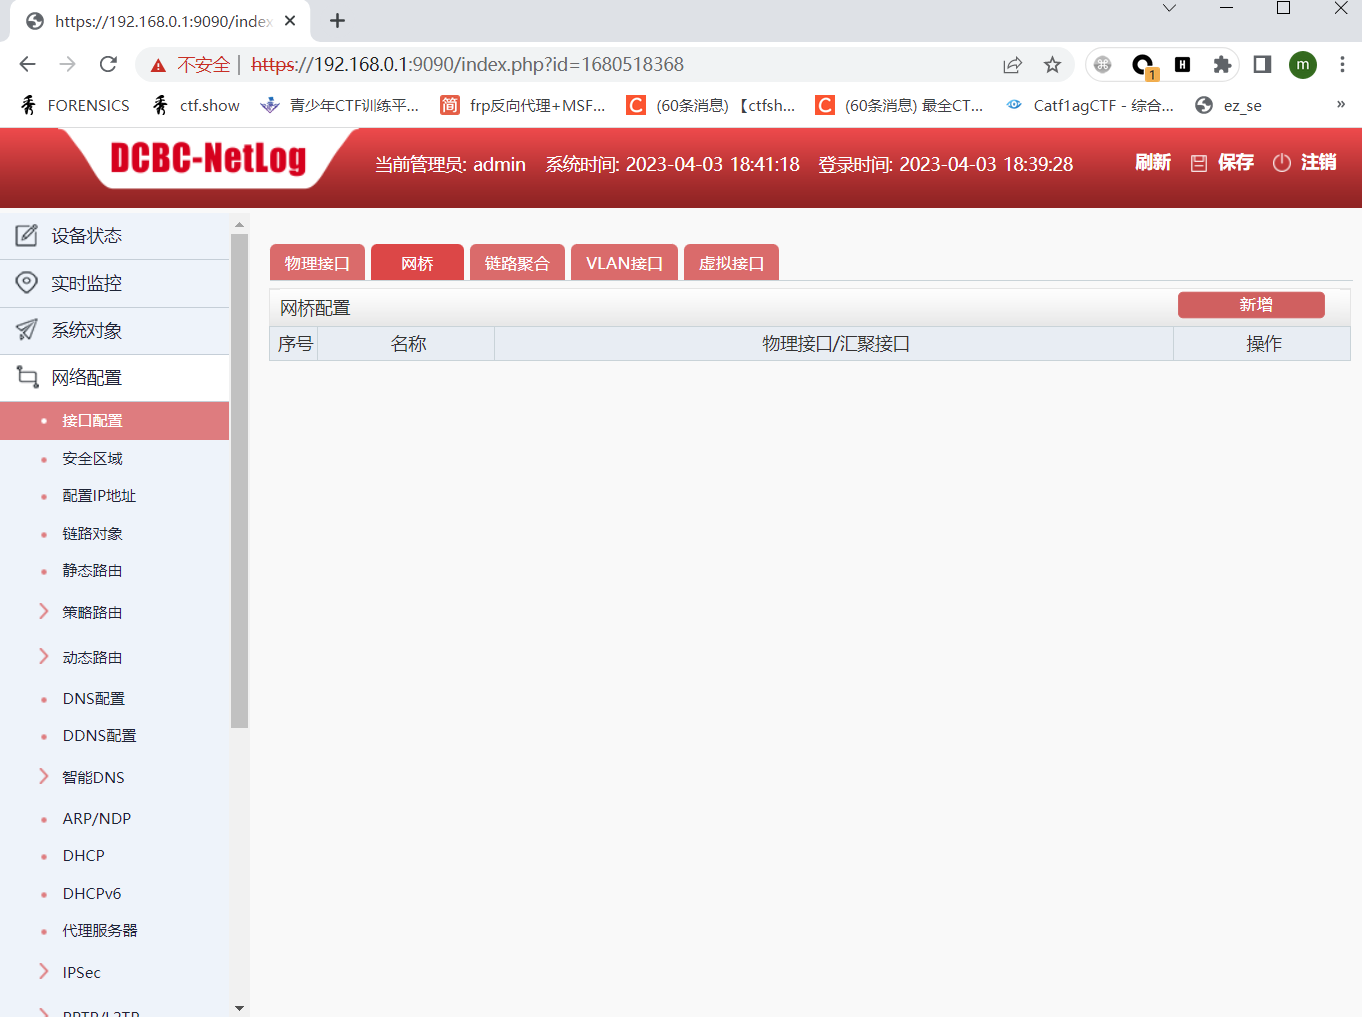 https://192.168.0.1:9090/index
不安全 | https://192.168.0.1:9090/index.php?id=1680518368
1
m
FORENSICS ctf.show 青少年CTF训练平... 简 frp反向代理+MSF... C (60条消息) 【ctfsh... C (60条消息) 最全CT... Catf1agCTF - 综合... ez_se »
DCBC-NetLog
当前管理员: admin 系统时间: 2023-04-03 18:41:18 登录时间: 2023-04-03 18:39:28 刷新 保存 注销
设备状态
实时监控
系统对象
网络配置
接口配置
安全区域
配置IP地址
链路对象
静态路由
策略路由
动态路由
DNS配置
DDNS配置
智能DNS
ARP/NDP
DHCP
DHCPv6
代理服务器
IPSec
PPTP/L2TP
物理接口 网桥 链路聚合 VLAN接口 虚拟接口
网桥配置 新增
序号 名称 物理接口/汇聚接口 操作